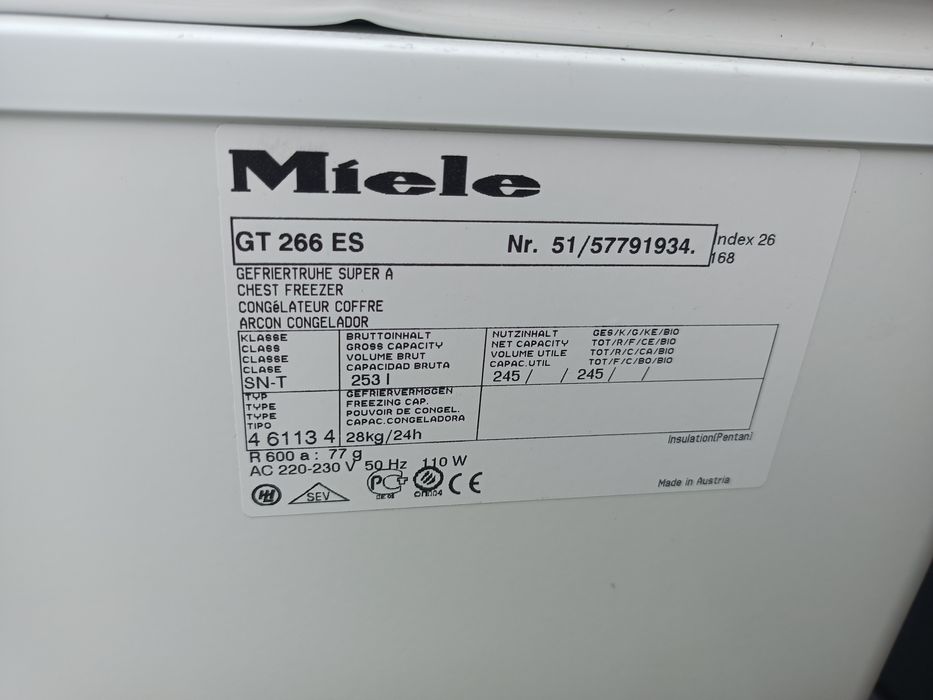 Miele
GT 266 ES Nr. 51/57791934.
ndex 26
168
GEFRIERTRUHE SUPER A
CHEST FREEZER
CONGéLATEUR COFFRE
ARCON CONGELADOR
KLASSE
CLASS
CLASSE
CLASE
SN-T
BRUTTOINHALT
GROSS CAPACITY
VOLUME BRUT
CAPACIDAD BRUTA
253 l
NUTZINHALT GES/K/G/KE/BIO
NET CAPACITY TOT/R/F/CE/BIO
VOLUME UTILE TOT/R/C/CA/BIO
CAPAC.UTIL TOT/F/C/BO/BIO
245 / / 245 / /
TYP
TYPE
TYPE
TIPO
4 6113 4
GEFRIERVERMÖGEN
FREEZING CAP.
POUVOIR DE CONGEL.
CAPAC.CONGELADORA
28kg/24h
Insulation(Pentan)
R 600 a : 77 g
AC 220-230 V 50 Hz 110 W
SEV
CE
Made in Austria